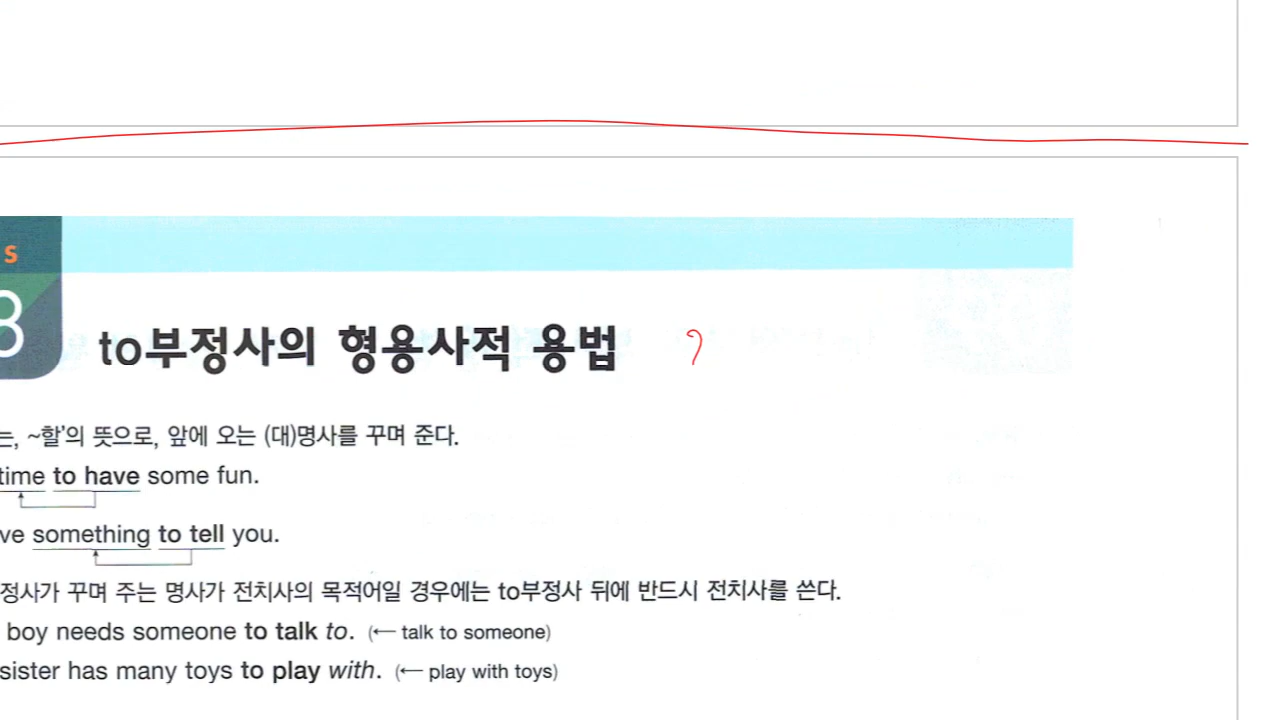 S
8
to부정사의 형용사적 용법 ?
는, ~할'의 뜻으로, 앞에 오는 (대)명사를 꾸며 준다.
time to have some fun.
ve something to tell you.
정사가 꾸며 주는 명사가 전치사의 목적어일 경우에는 to부정사 뒤에 반드시 전치사를 쓴다.
boy needs someone to talk to. (← talk to someone)
sister has many toys to play with. (← play with toys)